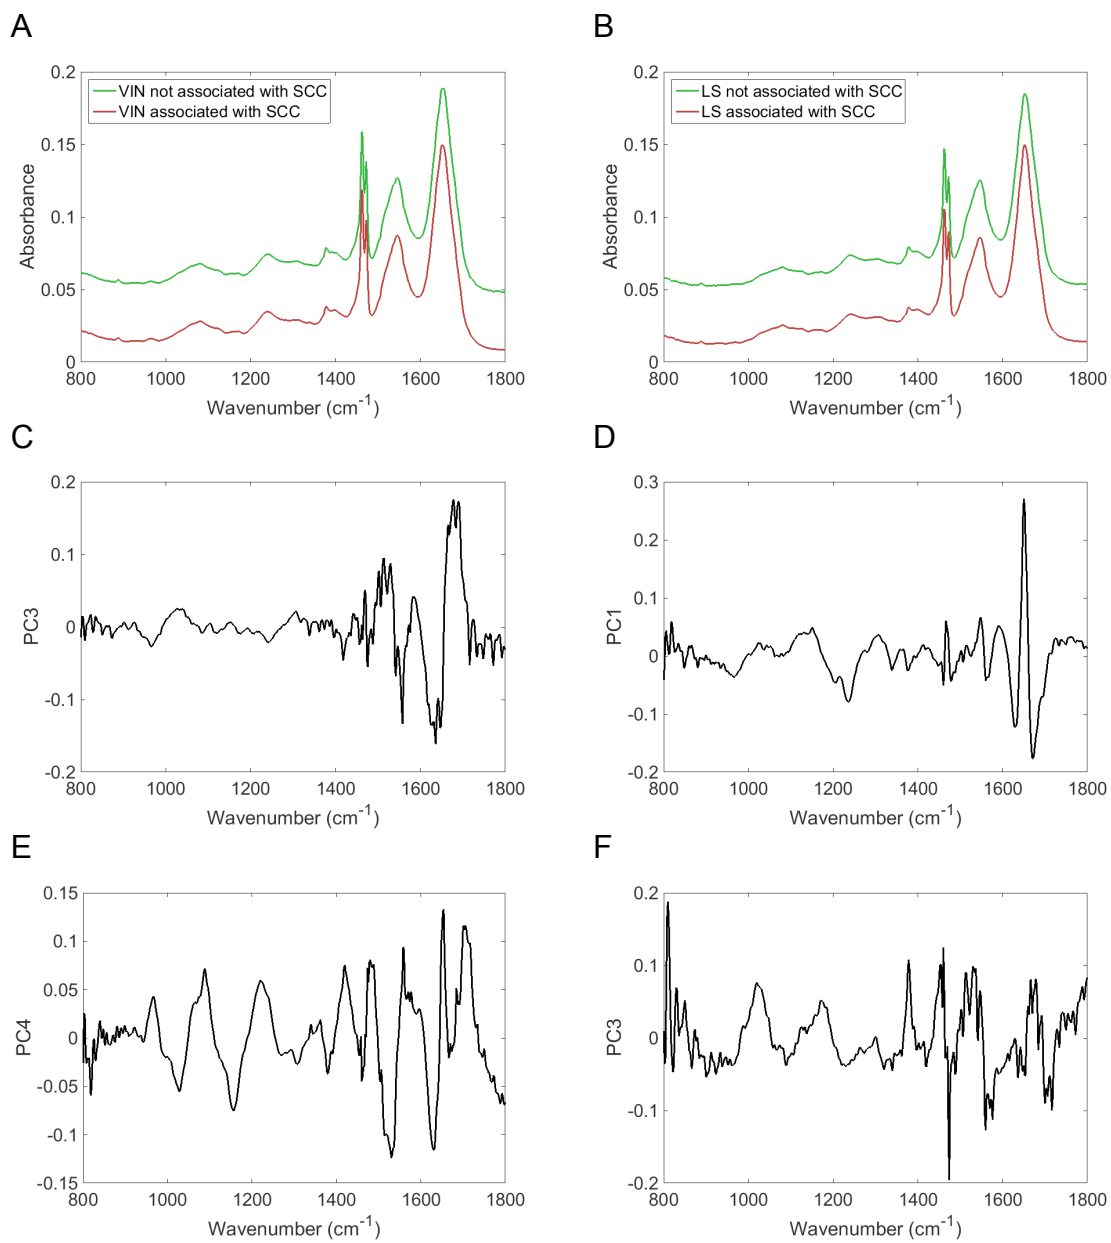 A
B
0.2
0.15
0.1
0.05
0
Absorbance
VIN not associated with SCC
VIN associated with SCC
800 1000 1200 1400 1600 1800
Wavenumber (cm-1)
0.2
0.15
0.1
0.05
0
Absorbance
LS not associated with SCC
LS associated with SCC
800 1000 1200 1400 1600 1800
Wavenumber (cm-1)
C
D
0.2
0.1
0
-0.1
-0.2
PC3
800 1000 1200 1400 1600 1800
Wavenumber (cm-1)
0.3
0.2
0.1
0
-0.1
-0.2
PC1
800 1000 1200 1400 1600 1800
Wavenumber (cm-1)
E
F
0.15
0.1
0.05
0
-0.05
-0.1
-0.15
PC4
800 1000 1200 1400 1600 1800
Wavenumber (cm-1)
0.2
0.1
0
-0.1
-0.2
PC3
800 1000 1200 1400 1600 1800
Wavenumber (cm-1)